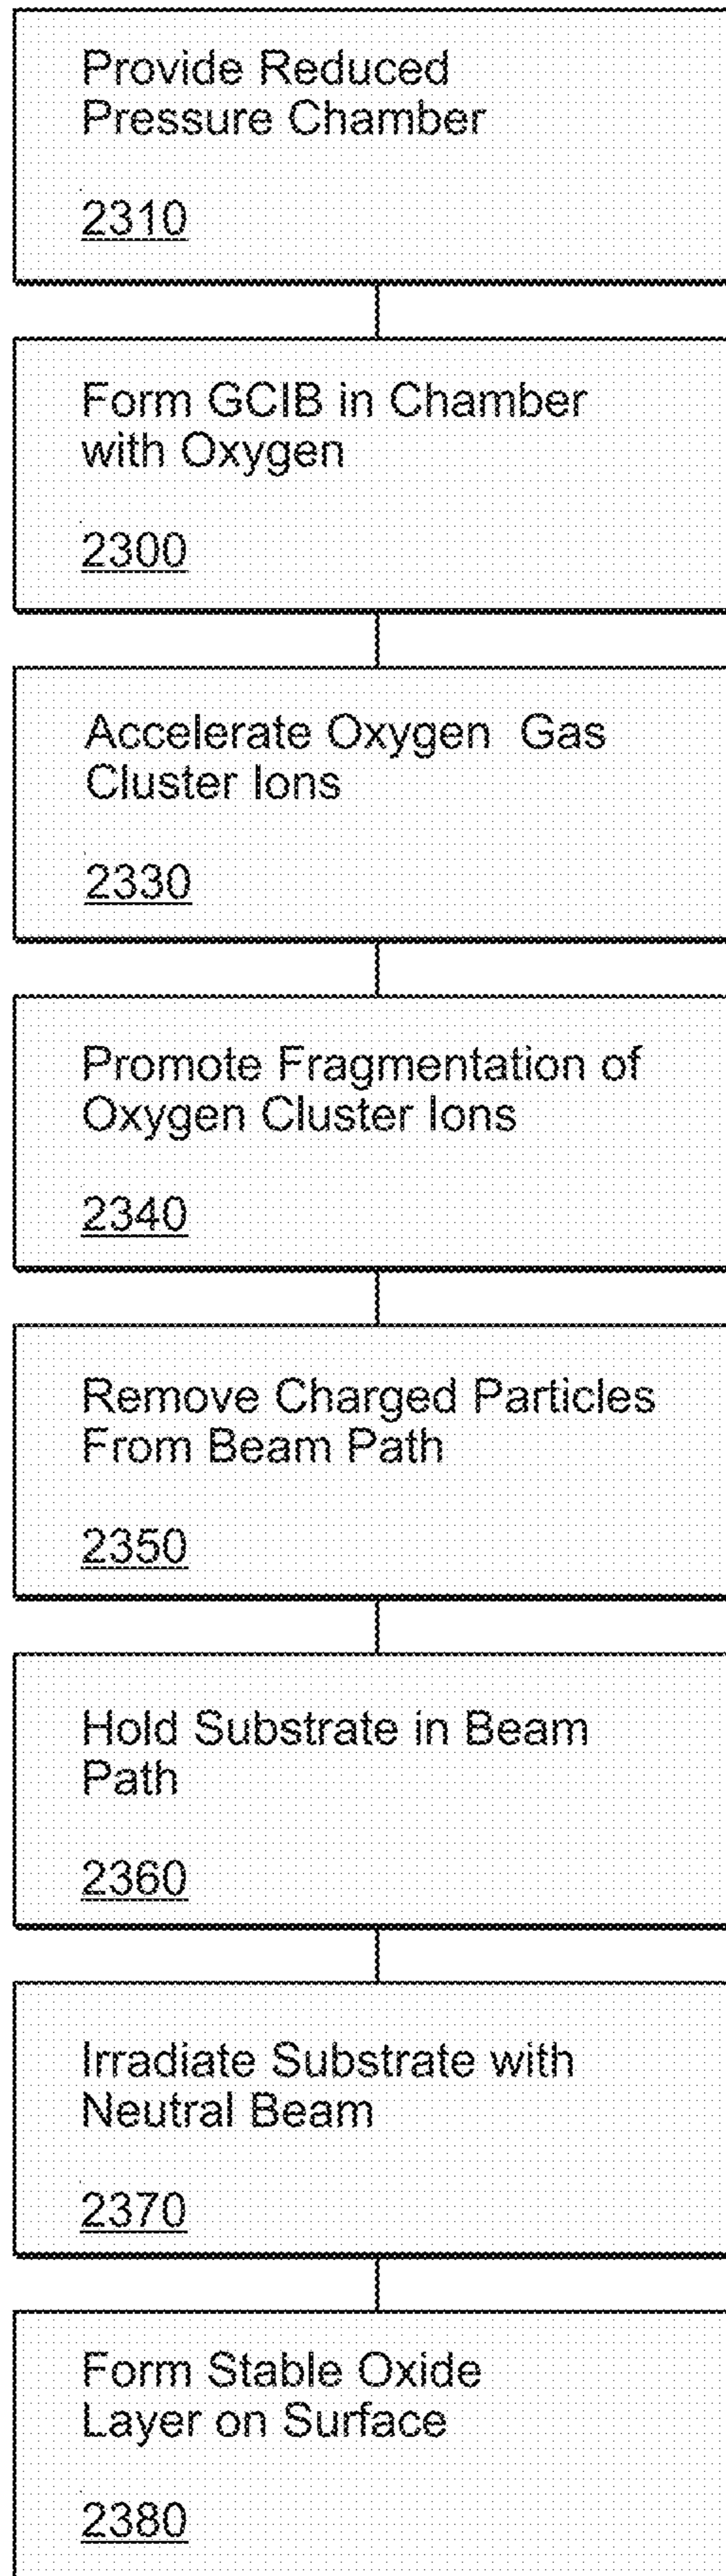 Provide Reduced
Pressure Chamber
2310
Form GCIB in Chamber
with Oxygen
2300
Accelerate Oxygen Gas
Cluster Ions
2330
Promote Fragmentation of
Oxygen Cluster Ions
2340
Remove Charged Particles
From Beam Path
2350
Hold Substrate in Beam
Path
2360
Irradiate Substrate with
Neutral Beam
2370
Form Stable Oxide
Layer on Surface
2380